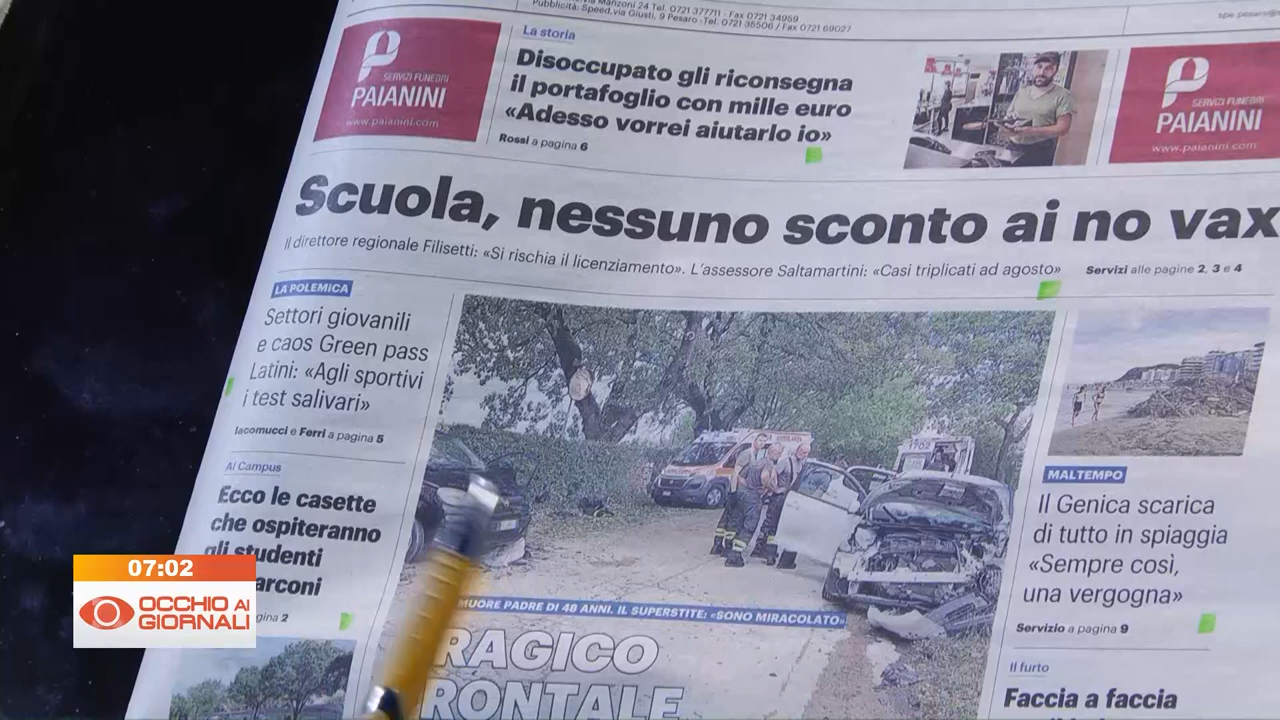 Manzoni 24 Tel. 0721 377711 - Fax 0721 34959
Pubblicità: Speed, via Giusti, 9 Pesaro -Tel. 0721 35506 / Fax 0721 69027
SERVIZI FUNEBRI
PAIANINI
www.paianini.com
La storia
Disoccupato gli riconsegna
il portafoglio con mille euro
«Adesso vorrei aiutarlo io»
Rossi a pagina 6
SERVIZI FUNEBRI
PAIANINI
www.paianini.com
Scuola, nessuno sconto ai no vax
Il direttore regionale Filisetti: «Si rischia il licenziamento». L'assessore Saltamartini: «Casi triplicati ad agosto»
Servizi alle pagine 2, 3 e 4
LA POLEMICA
Settori giovanili
e caos Green pass
Latini: «Agli sportivi
i test salivari»
Iacomucci e Ferri a pagina 5
Al Campus
Ecco le casette
che ospiteranno
gli studenti
arconi
gina 2
MUORE PADRE DI 48 ANNI. IL SUPERSTITE: «SONO MIRACOLATO»
RAGICO
RONTALE
MALTEMPO
Il Genica scarica
di tutto in spiaggia
«Sempre così,
una vergogna»
Servizio a pagina 9
Il furto
Faccia a faccia
07:02
OCCHIO AI
GIORNALI